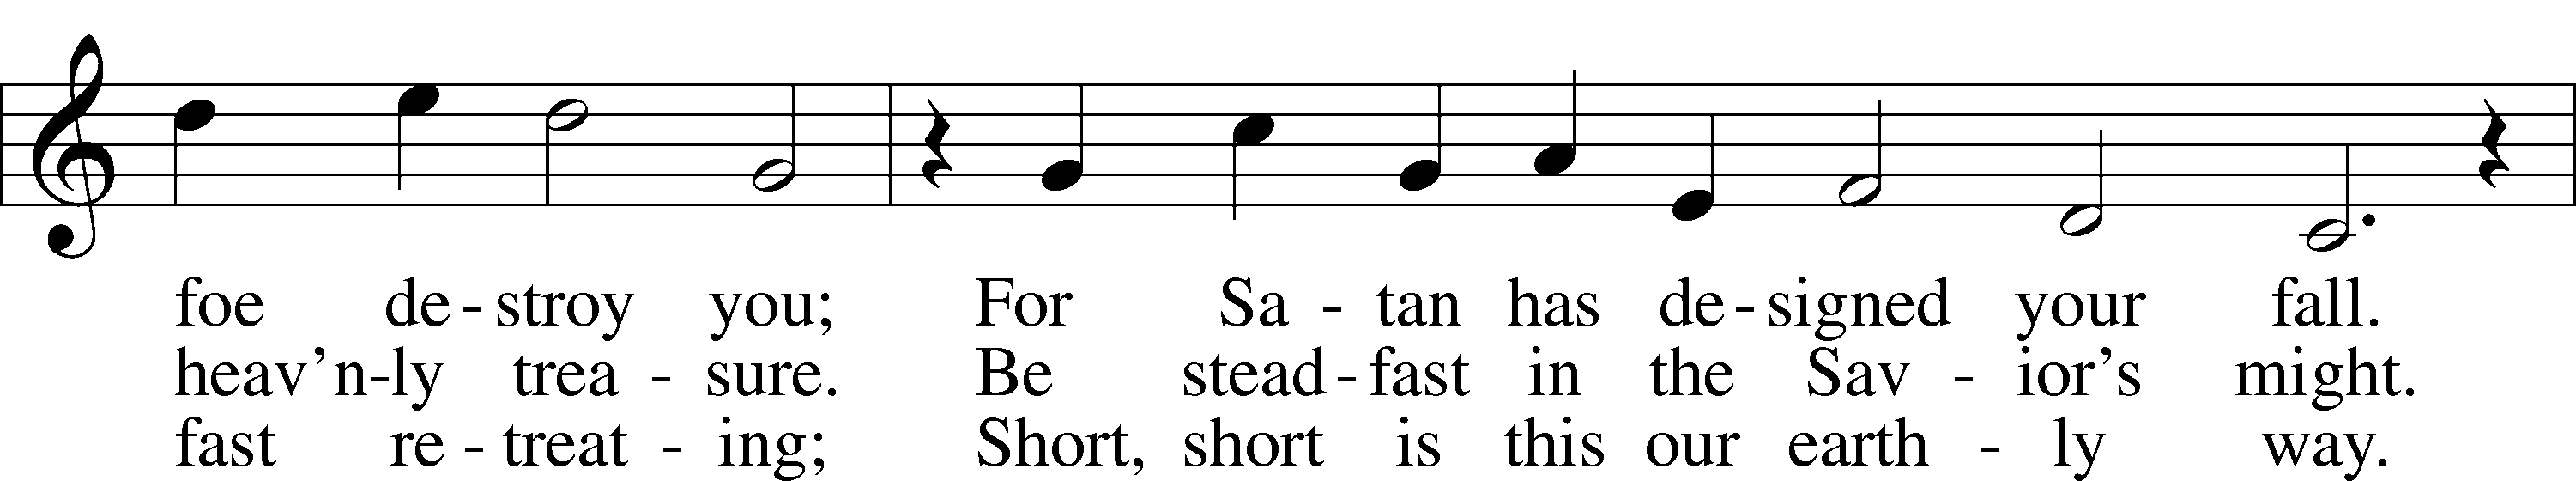 foe de - stroy you; For Sa - tan has de - signed your fall.
heav’n - ly trea - sure. Be stead - fast in the Sav - ior’s might.
fast re - treat - ing; Short, short is this our earth - ly way.